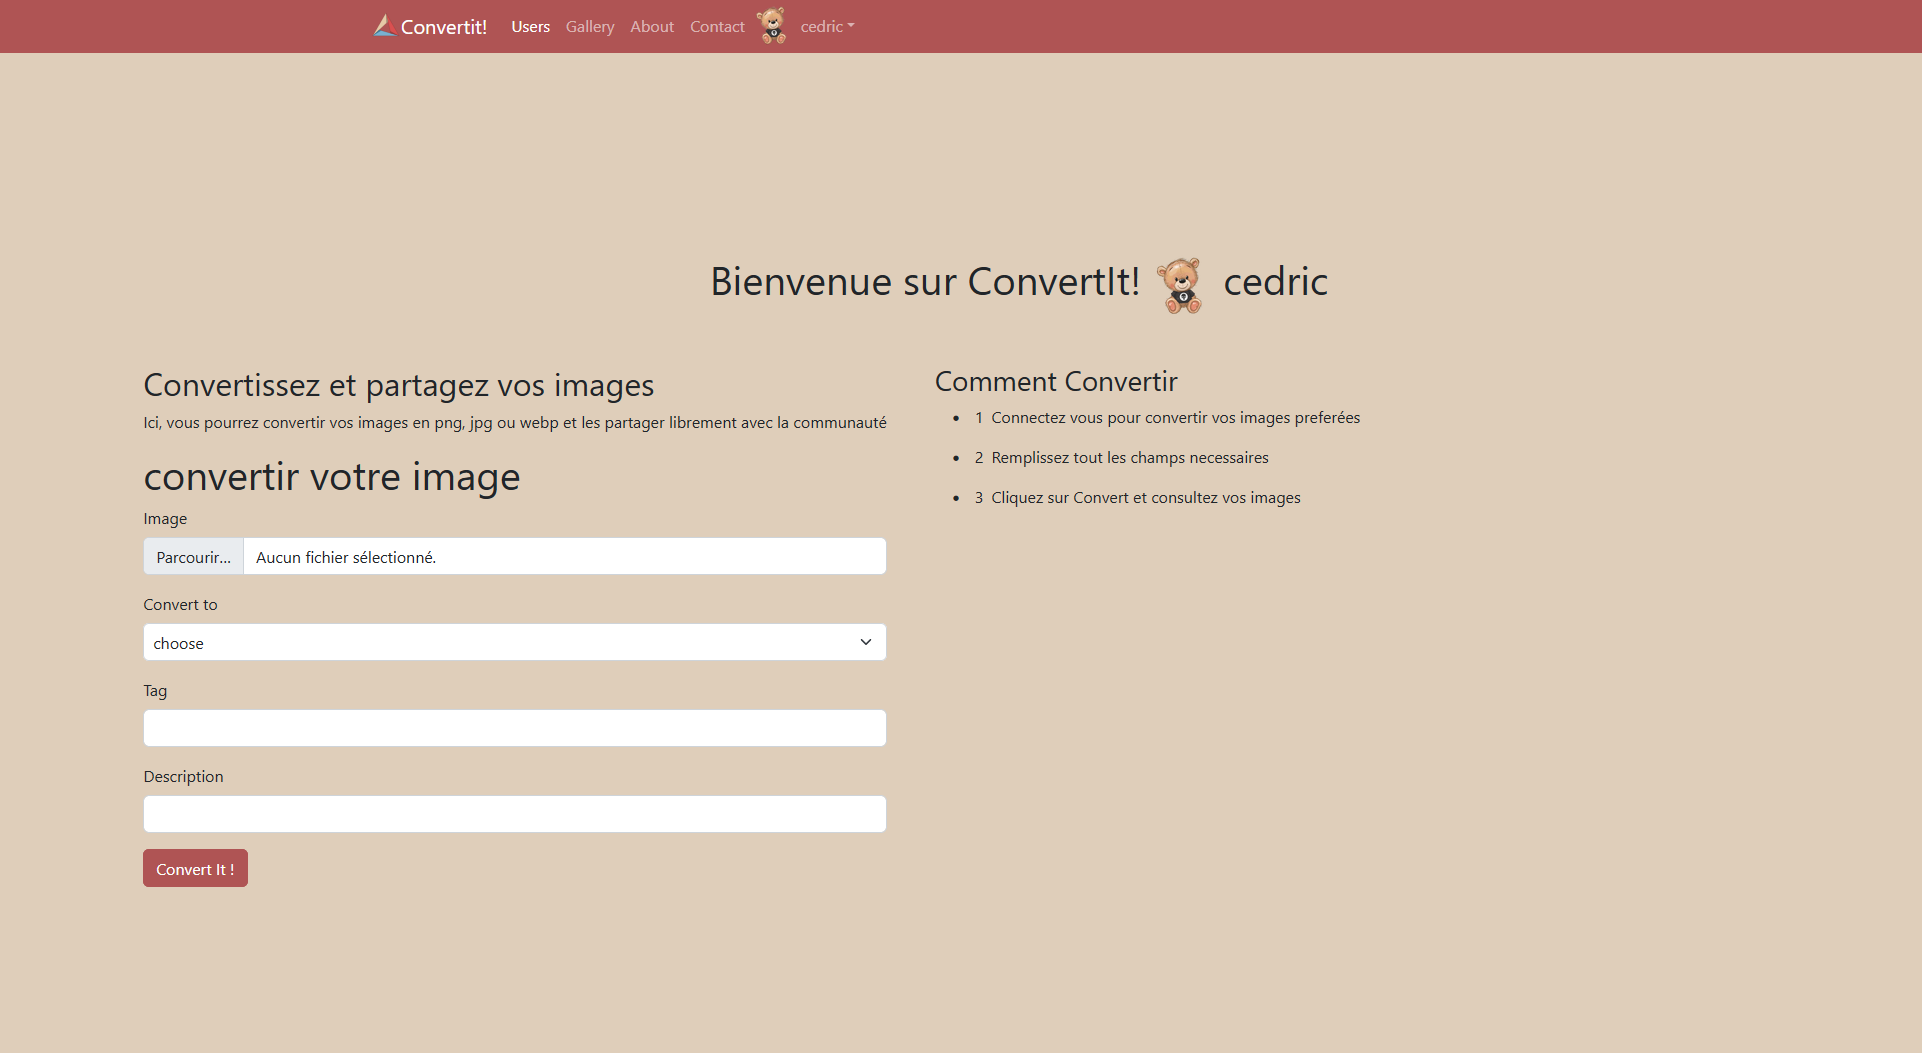 Convertit! Users Gallery About Contact cedric
Bienvenue sur ConvertIt! cedric
Convertissez et partagez vos images
Ici, vous pourrez convertir vos images en png, jpg ou webp et les partager librement avec la communauté
convertir votre image
Image
Parcourir... Aucun fichier sélectionné.
Convert to
choose
Tag
Description
Convert It !
Comment Convertir
• 1 Connectez vous pour convertir vos images preferées
• 2 Remplissez tout les champs necessaires
• 3 Cliquez sur Convert et consultez vos images